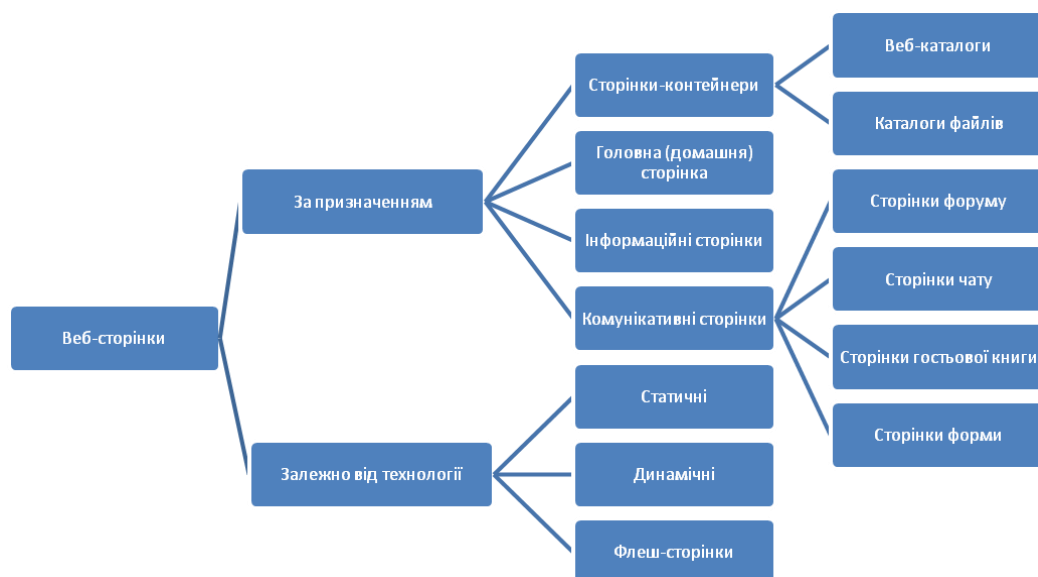 Веб-сторінки
За призначенням
Сторінки-контейнери
Веб-каталоги
Каталоги файлів
Головна (домашня)
сторінка
Інформаційні сторінки
Комунікативні сторінки
Сторінки форуму
Сторінки чату
Сторінки гостьової книги
Сторінки форми
Залежно від технології
Статичні
Динамічні
Флеш-сторінки